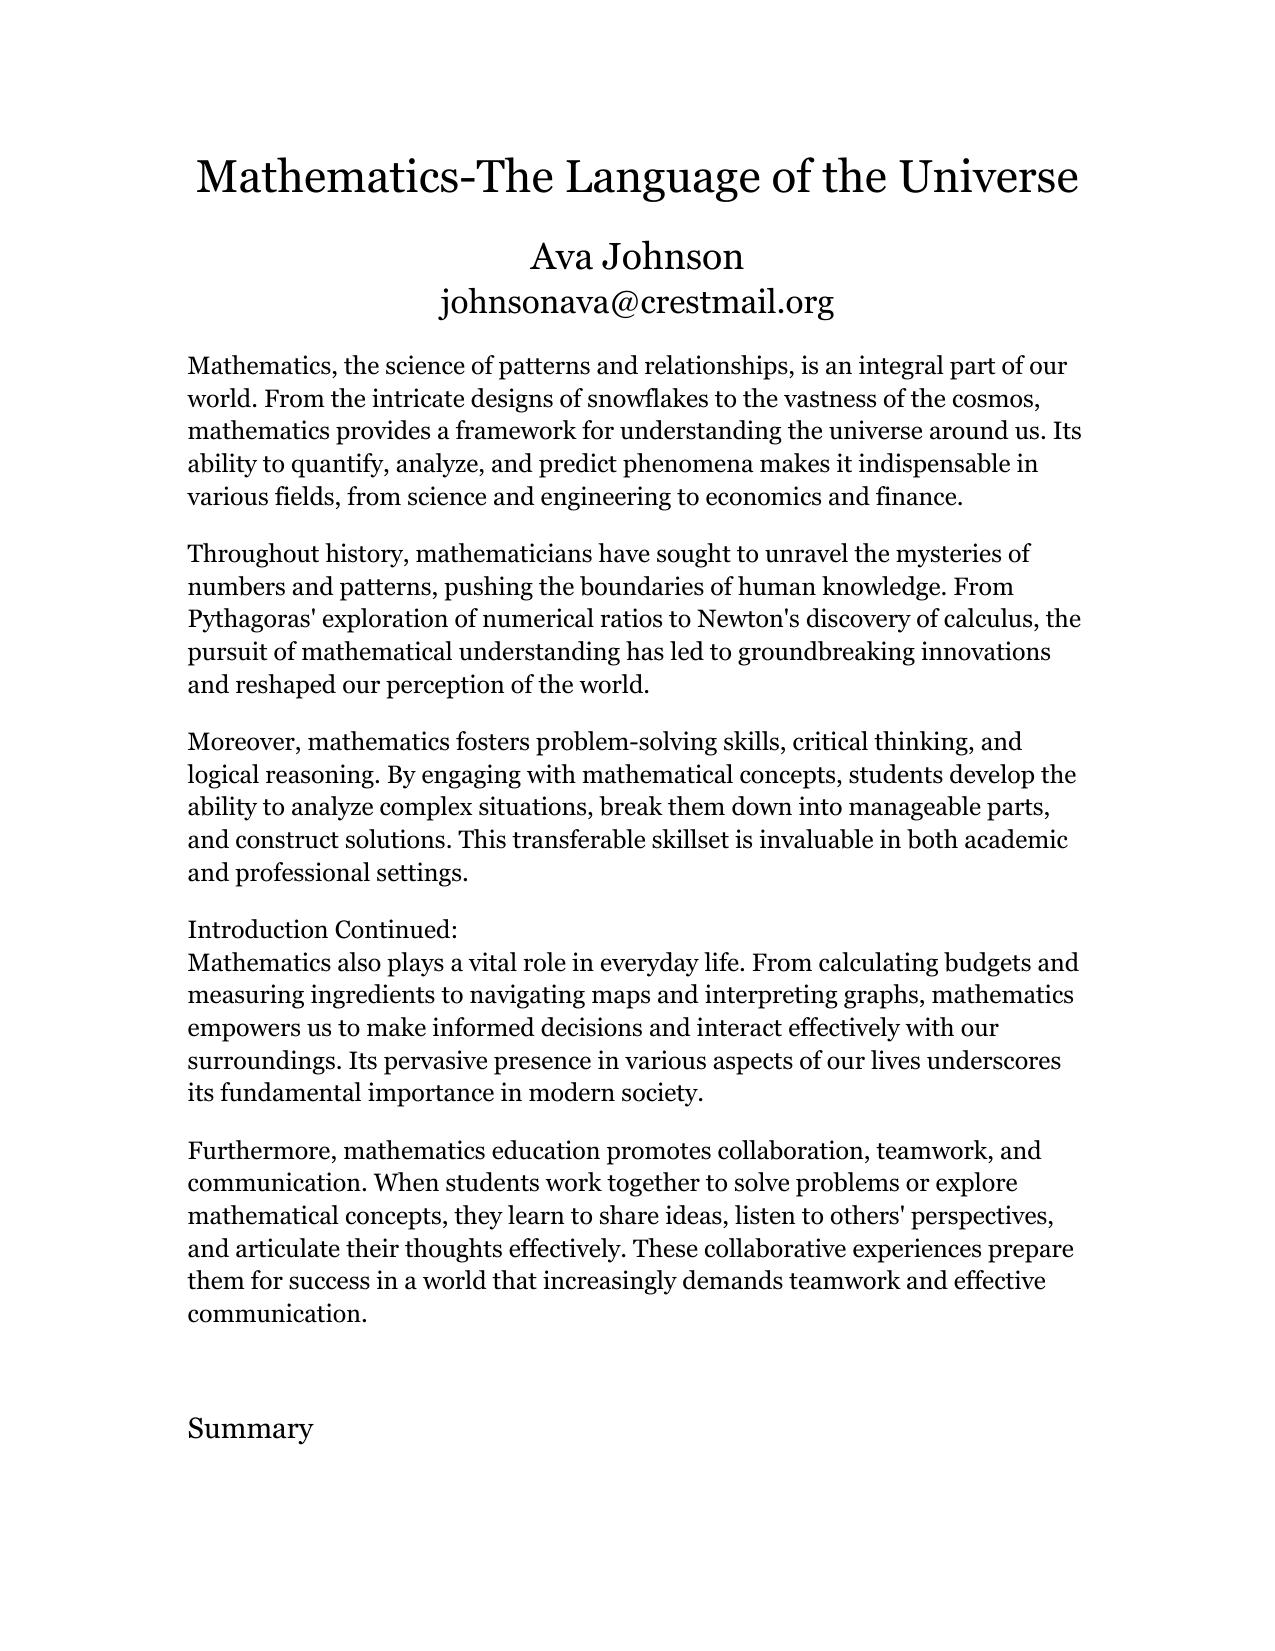 Mathematics-The Language of the Universe
Ava Johnson
johnsonava@crestmail.org
Mathematics, the science of patterns and relationships, is an integral part of our
world. From the intricate designs of snowflakes to the vastness of the cosmos,
mathematics provides a framework for understanding the universe around us. Its
ability to quantify, analyze, and predict phenomena makes it indispensable in
various fields, from science and engineering to economics and finance.
Throughout history, mathematicians have sought to unravel the mysteries of
numbers and patterns, pushing the boundaries of human knowledge. From
Pythagoras' exploration of numerical ratios to Newton's discovery of calculus, the
pursuit of mathematical understanding has led to groundbreaking innovations
and reshaped our perception of the world.
Moreover, mathematics fosters problem-solving skills, critical thinking, and
logical reasoning. By engaging with mathematical concepts, students develop the
ability to analyze complex situations, break them down into manageable parts,
and construct solutions. This transferable skillset is invaluable in both academic
and professional settings.
Introduction Continued:
Mathematics also plays a vital role in everyday life. From calculating budgets and
measuring ingredients to navigating maps and interpreting graphs, mathematics
empowers us to make informed decisions and interact effectively with our
surroundings. Its pervasive presence in various aspects of our lives underscores
its fundamental importance in modern society.
Furthermore, mathematics education promotes collaboration, teamwork, and
communication. When students work together to solve problems or explore
mathematical concepts, they learn to share ideas, listen to others' perspectives,
and articulate their thoughts effectively. These collaborative experiences prepare
them for success in a world that increasingly demands teamwork and effective
communication.
Summary